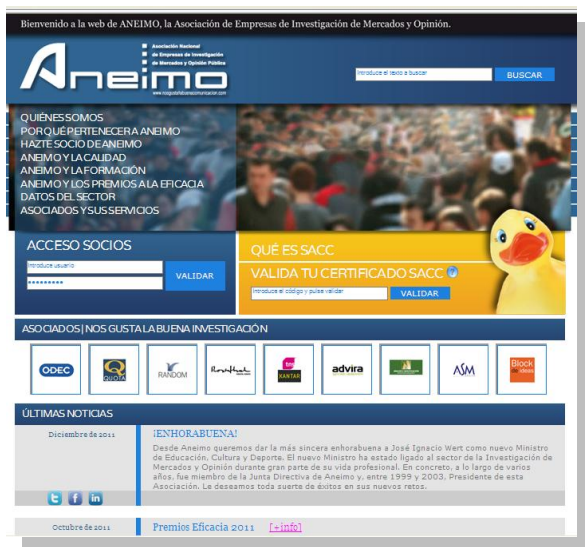 Bienvenido a la web de ANEIMO, la Asociación de Empresas de Investigación de Mercados y Opinión.
Aneimo
Asociación Nacional
de Empresas de Investigación
de Mercados y Opinión Pública
Introduce el texto a buscar
BUSCAR
QUIÉNES SOMOS
POR QUÉ PERTENECER A ANEIMO
HAZTE SOCIO DE ANEIMO
ANEIMO Y LA CALIDAD
ANEIMO Y LA FORMACIÓN
ANEIMO Y LOS PREMIOS A LA EFICACIA
DATOS DEL SECTOR
ASOCIADOS Y SUS SERVICIOS
ACCESO SOCIOS
Introduce usuario
VALIDAR
QUÉ ES SACC
VALIDA TU CERTIFICADO SACC
Introduce el código y pulse validar
VALIDAR
ASOCIADOS | NOS GUSTA LA BUENA INVESTIGACIÓN
ODEC
QUOTA
RANDOM
tns
XANTAR
advira
ASM
Block
de ideas
ÚLTIMAS NOTICIAS
Diciembre de 2011
¡ENHORABUENA!
Desde Aneimo queremos dar la más sincera enhorabuena a José Ignacio Wert como nuevo Ministro
de Educación, Cultura y Deporte. El nuevo Ministro ha estado ligado al sector de la Investigación de
Mercados y Opinión durante gran parte de su vida profesional. En concreto, a lo largo de varios
años, fue miembro de la Junta Directiva de Aneimo y, entre 1999 y 2003, Presidente de esta
Asociación. Le deseamos toda suerte de éxitos en sus nuevos retos.
Octubre de 2011
Premios Eficacia 2011 [+info]